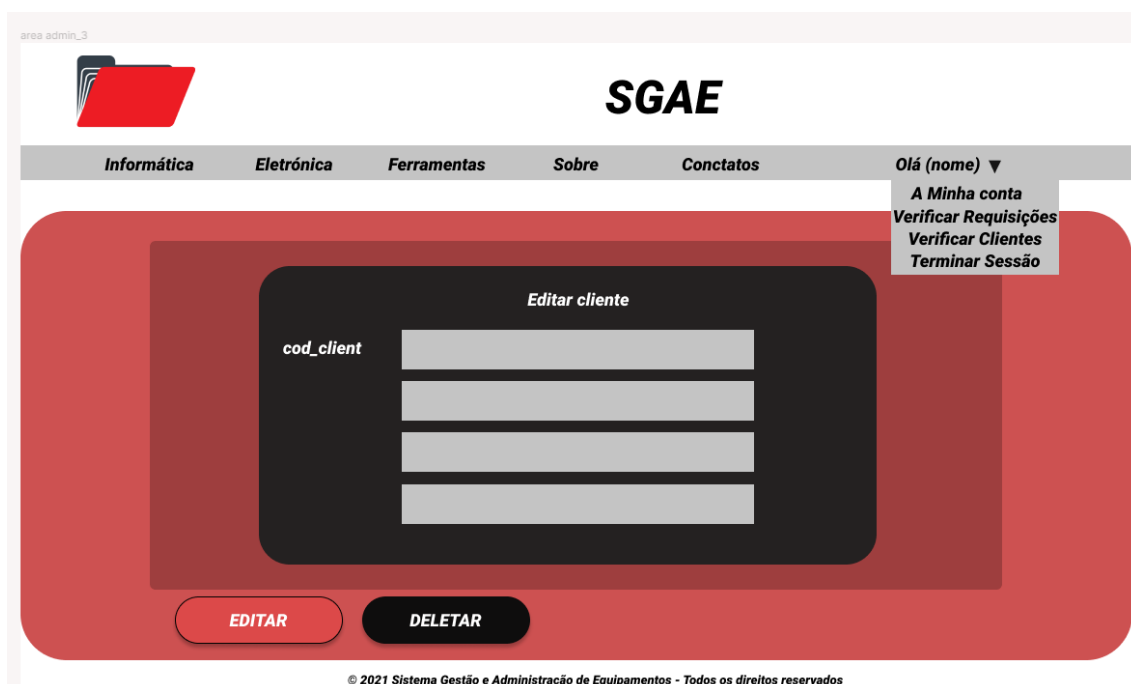 area admin_3
SGAE
Informática Eletrónica Ferramentas Sobre Conctatos Olá (nome) ▼
A Minha conta
Verificar Requisições
Verificar Clientes
Terminar Sessão
Editar cliente
cod_client
EDITAR DELETAR
© 2021 Sistema Gestão e Administração de Equipamentos - Todos os direitos reservados